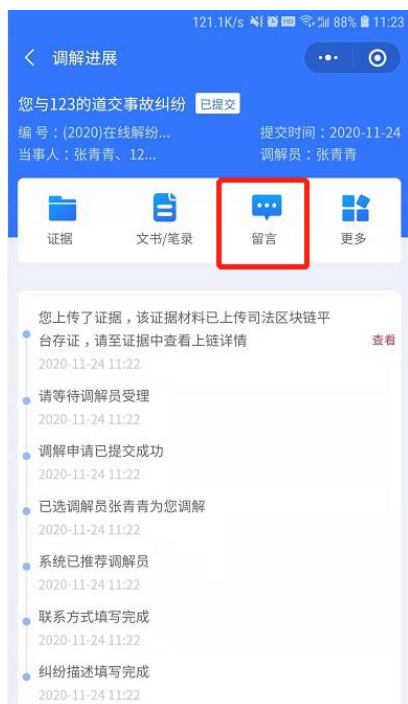 121.1K/s HD 5G 88% 11:23
调解进展
您与123的道交事故纠纷 已提交
编 号：(2020)在线解纷... 提交时间：2020-11-24
当事人：张青青、12... 调解员：张青青
证据 文书/笔录 留言 更多
您上传了证据，该证据材料已上传司法区块链平
台存证，请至证据中查看上链详情 查看
2020-11-24 11:22
请等待调解员受理
2020-11-24 11:22
调解申请已提交成功
2020-11-24 11:22
已选调解员张青青为您调解
2020-11-24 11:22
系统已推荐调解员
2020-11-24 11:22
联系方式填写完成
2020-11-24 11:22
纠纷描述填写完成
2020-11-24 11:22